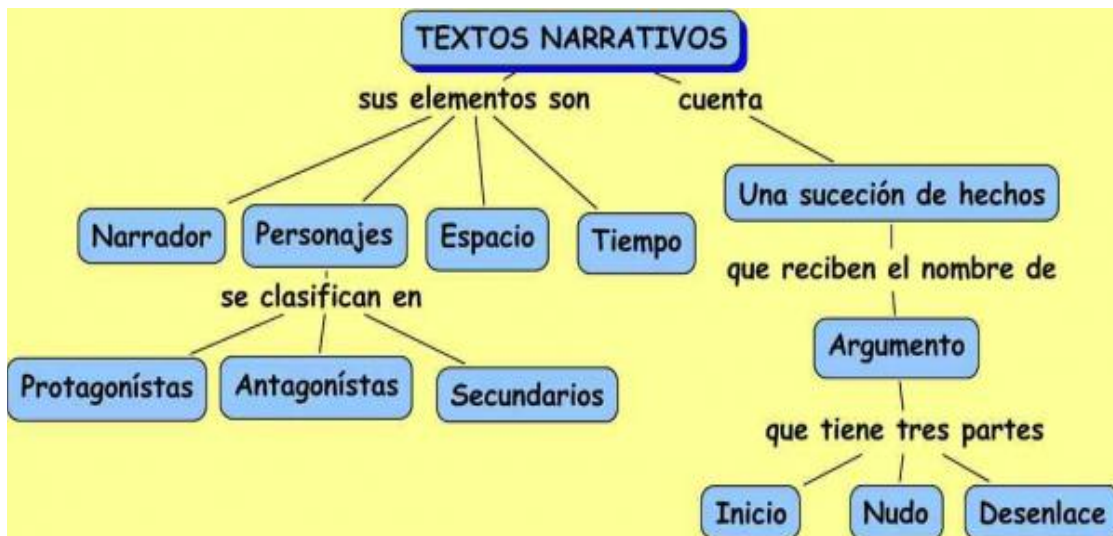 TEXTOS NARRATIVOS
sus elementos son
cuenta
Una suceción de hechos
Narrador
Personajes
Espacio
Tiempo
que reciben el nombre de
se clasifican en
Argumento
Protagonístas
Antagonístas
Secundarios
que tiene tres partes
Inicio
Nudo
Desenlace